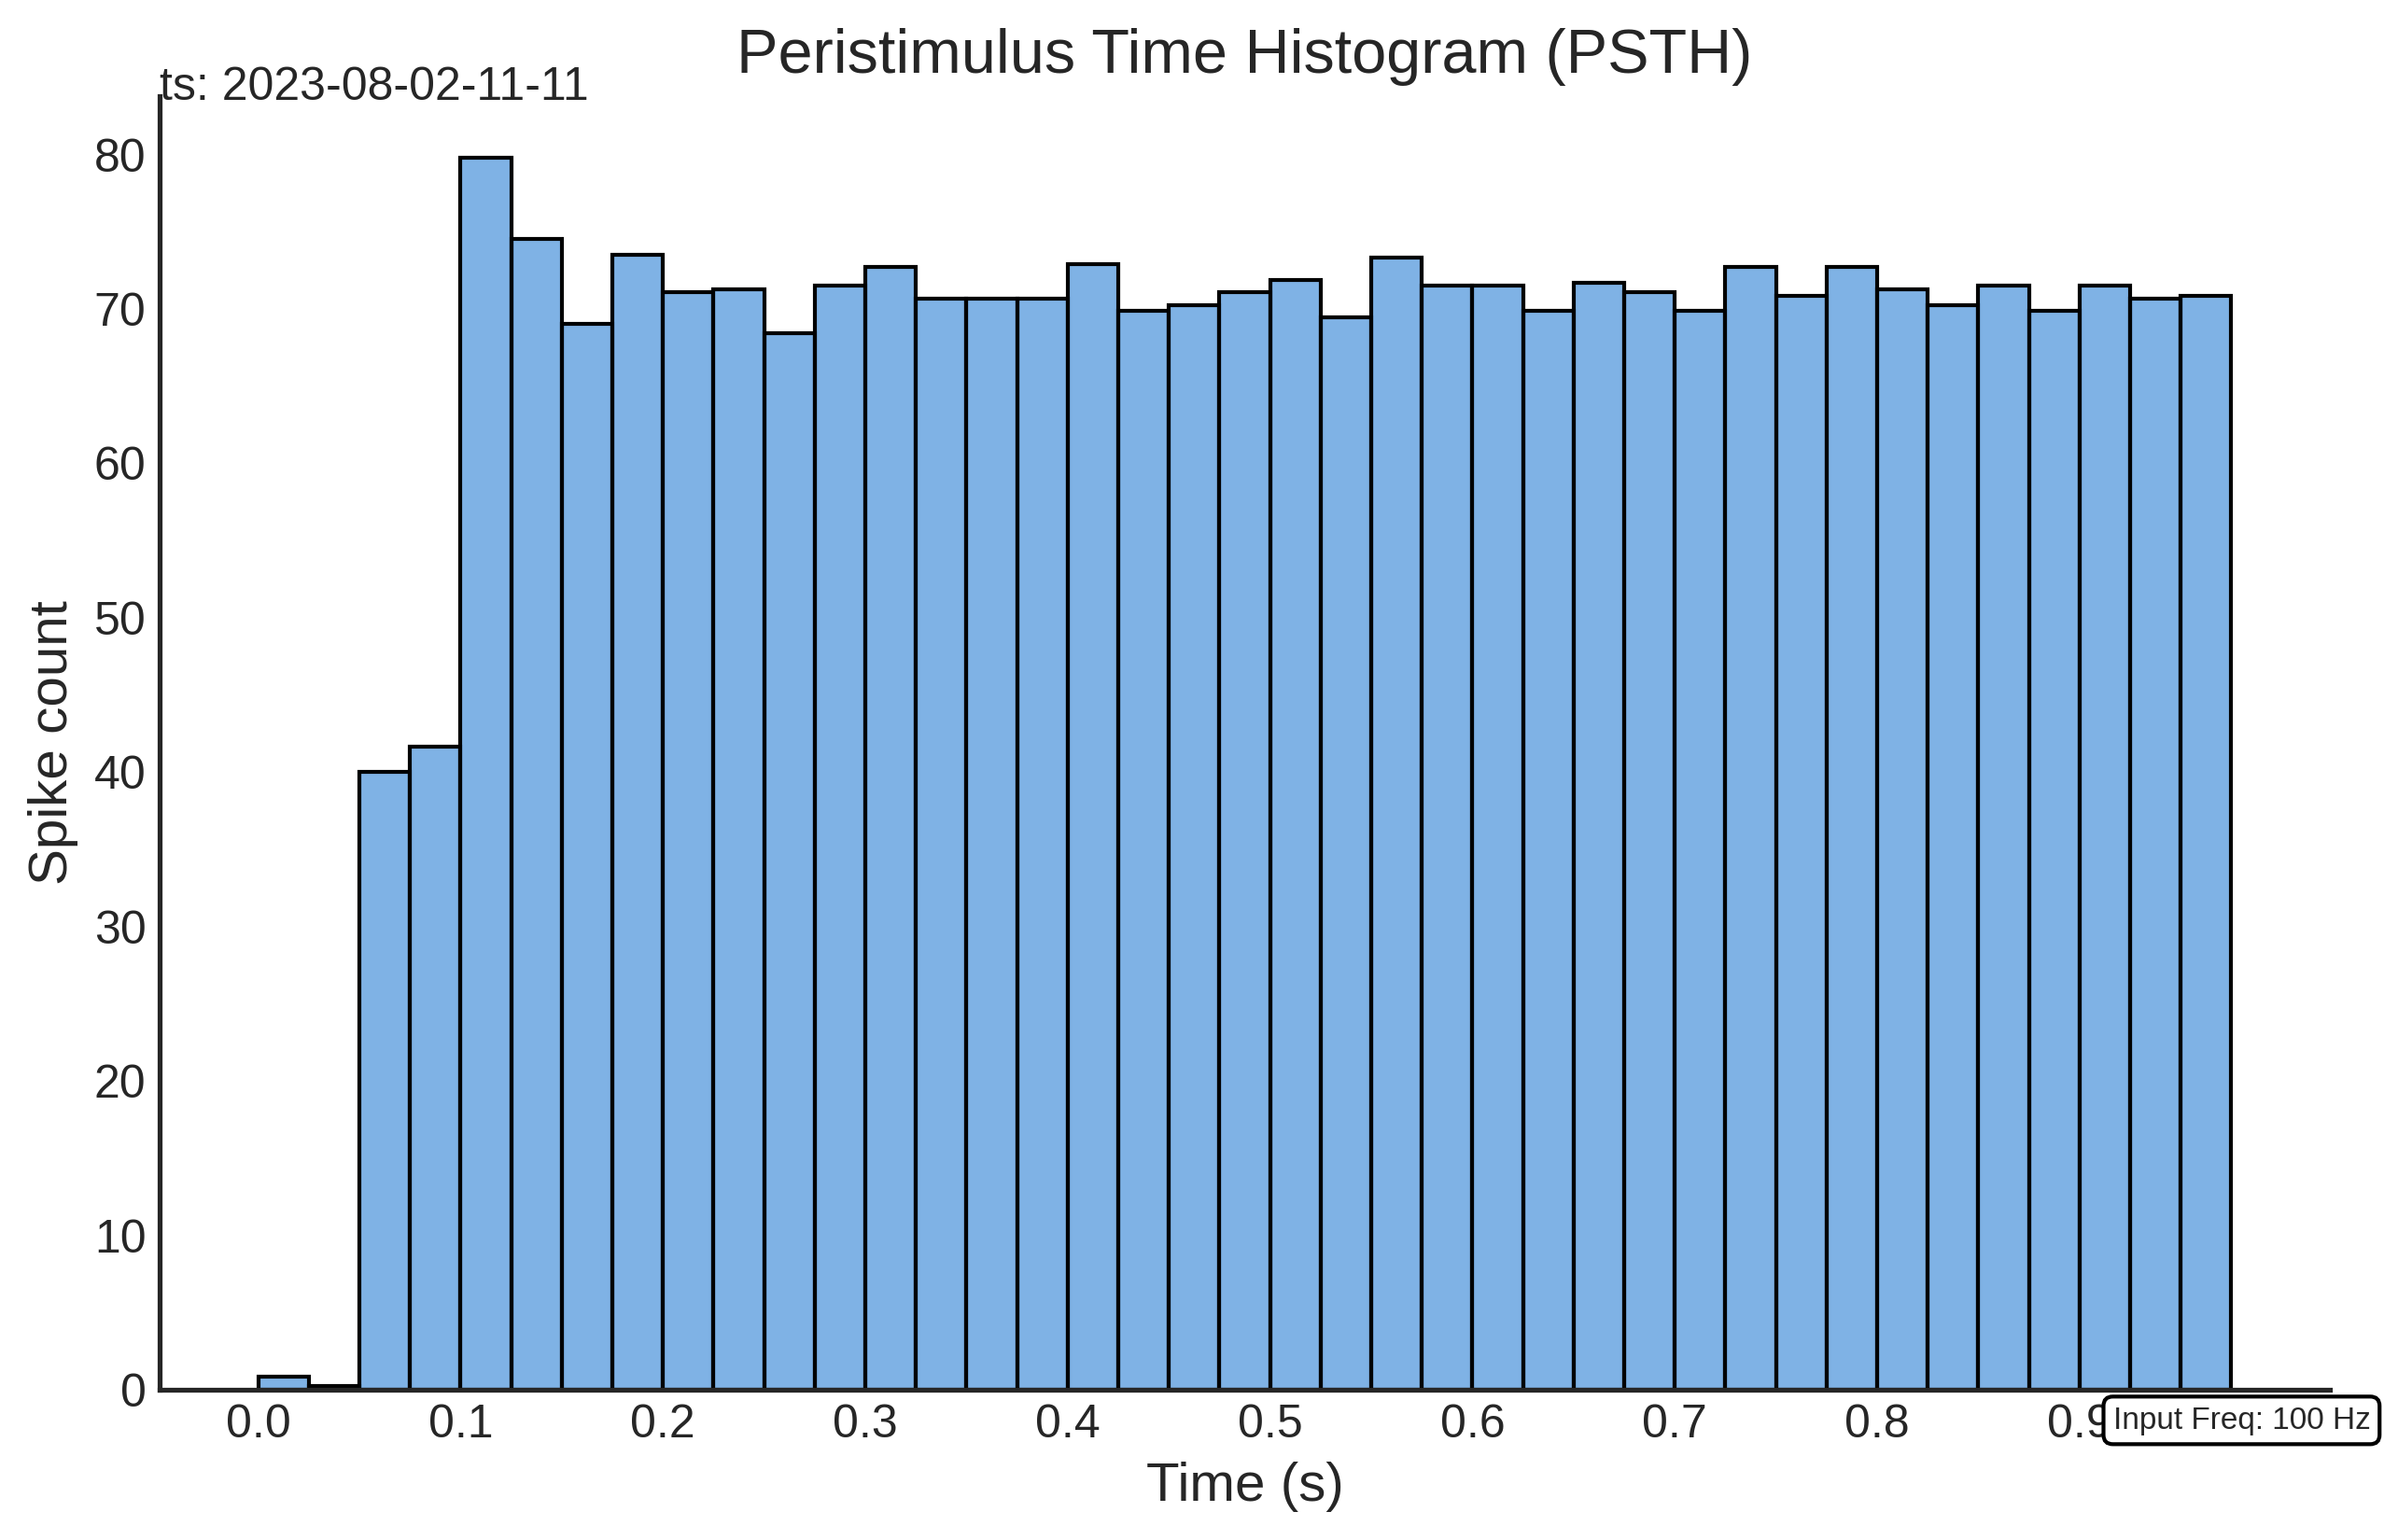 Peristimulus Time Histogram (PSTH)
ts: 2023-08-02-11-11
80
70
60
50
40
30
20
10
0
Spike count
0.0 0.1 0.2 0.3 0.4 0.5 0.6 0.7 0.8 0.9
Input Freq: 100 Hz
Time (s)